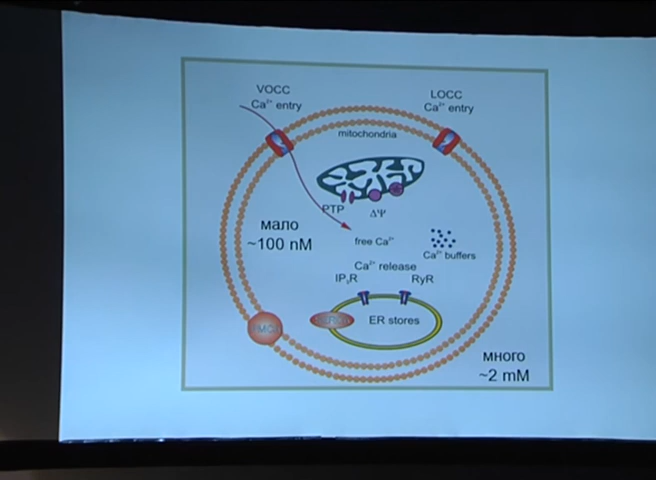 VOCC
Ca²⁺ entry
LOCC
Ca²⁺ entry
mitochondria
PTP
ΔΨ
мало
~100 nM
free Ca²⁺
Ca²⁺ buffers
Ca²⁺ release
IP₃R
RyR
ER stores
много
~2 mM